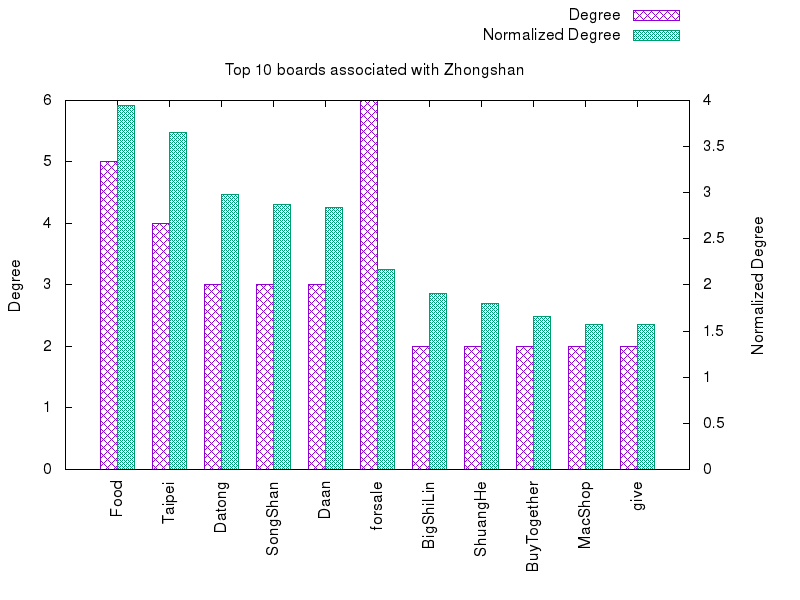 Degree
Normalized Degree
Top 10 boards associated with Zhongshan
6
5
4
3
2
1
0
4
3.5
3
2.5
2
1.5
1
0.5
0
Degree
Normalized Degree
Food
Taipei
Datong
SongShan
Daan
forsale
BigShiLin
ShuangHe
BuyTogether
MacShop
give